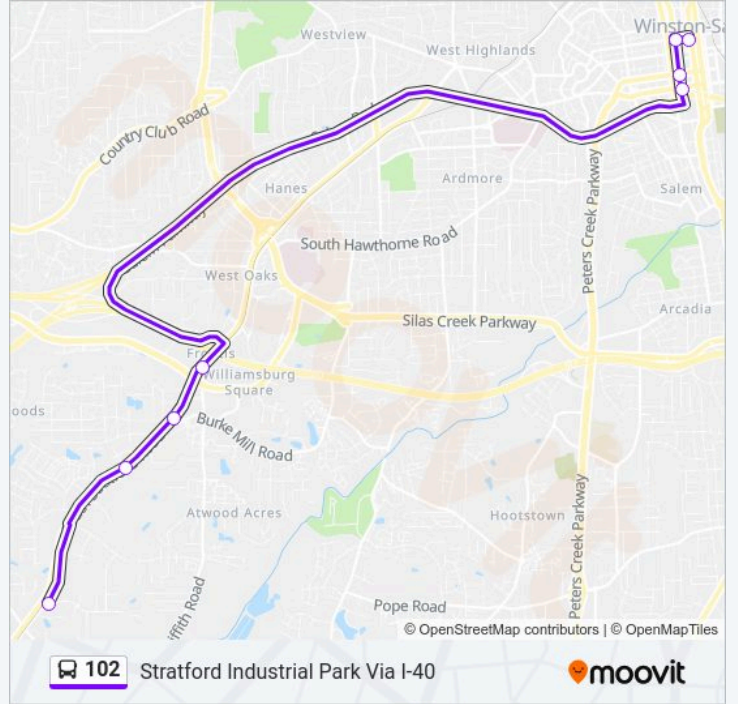 Winston-Sa
Westview
West Highlands
Country Club Road
Hanes
Ardmore
Peters Creek Parkway
Salem
South Hawthorne Road
West Oaks
Arcadia
Silas Creek Parkway
Williamsburg
Square
oods
Burke Mill Road
Atwood Acres
Hootstown
Peters Creek Parkway
iffith Road
Pope Road
© OpenStreetMap contributors | © OpenMapTiles
102 Stratford Industrial Park Via I-40
moovit